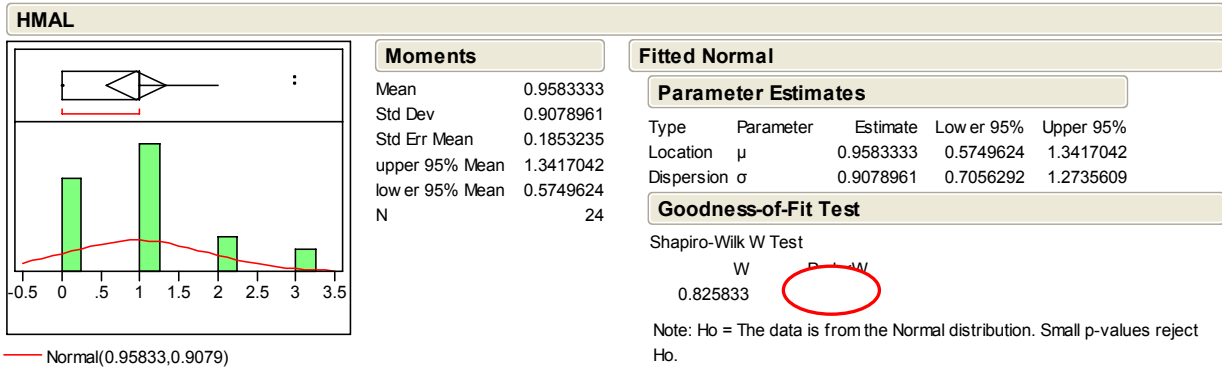 HMAL
-0.5 0 .5 1 1.5 2 2.5 3 3.5
Normal(0.95833,0.9079)
Moments
Mean 0.9583333
Std Dev 0.9078961
Std Err Mean 0.1853235
upper 95% Mean 1.3417042
lower 95% Mean 0.5749624
N 24
Fitted Normal
Parameter Estimates
Type Parameter Estimate Lower 95% Upper 95%
Location μ 0.9583333 0.5749624 1.3417042
Dispersion σ 0.9078961 0.7056292 1.2735609
Goodness-of-Fit Test
Shapiro-Wilk W Test
W
0.825833
Note: Ho = The data is from the Normal distribution. Small p-values reject
Ho.